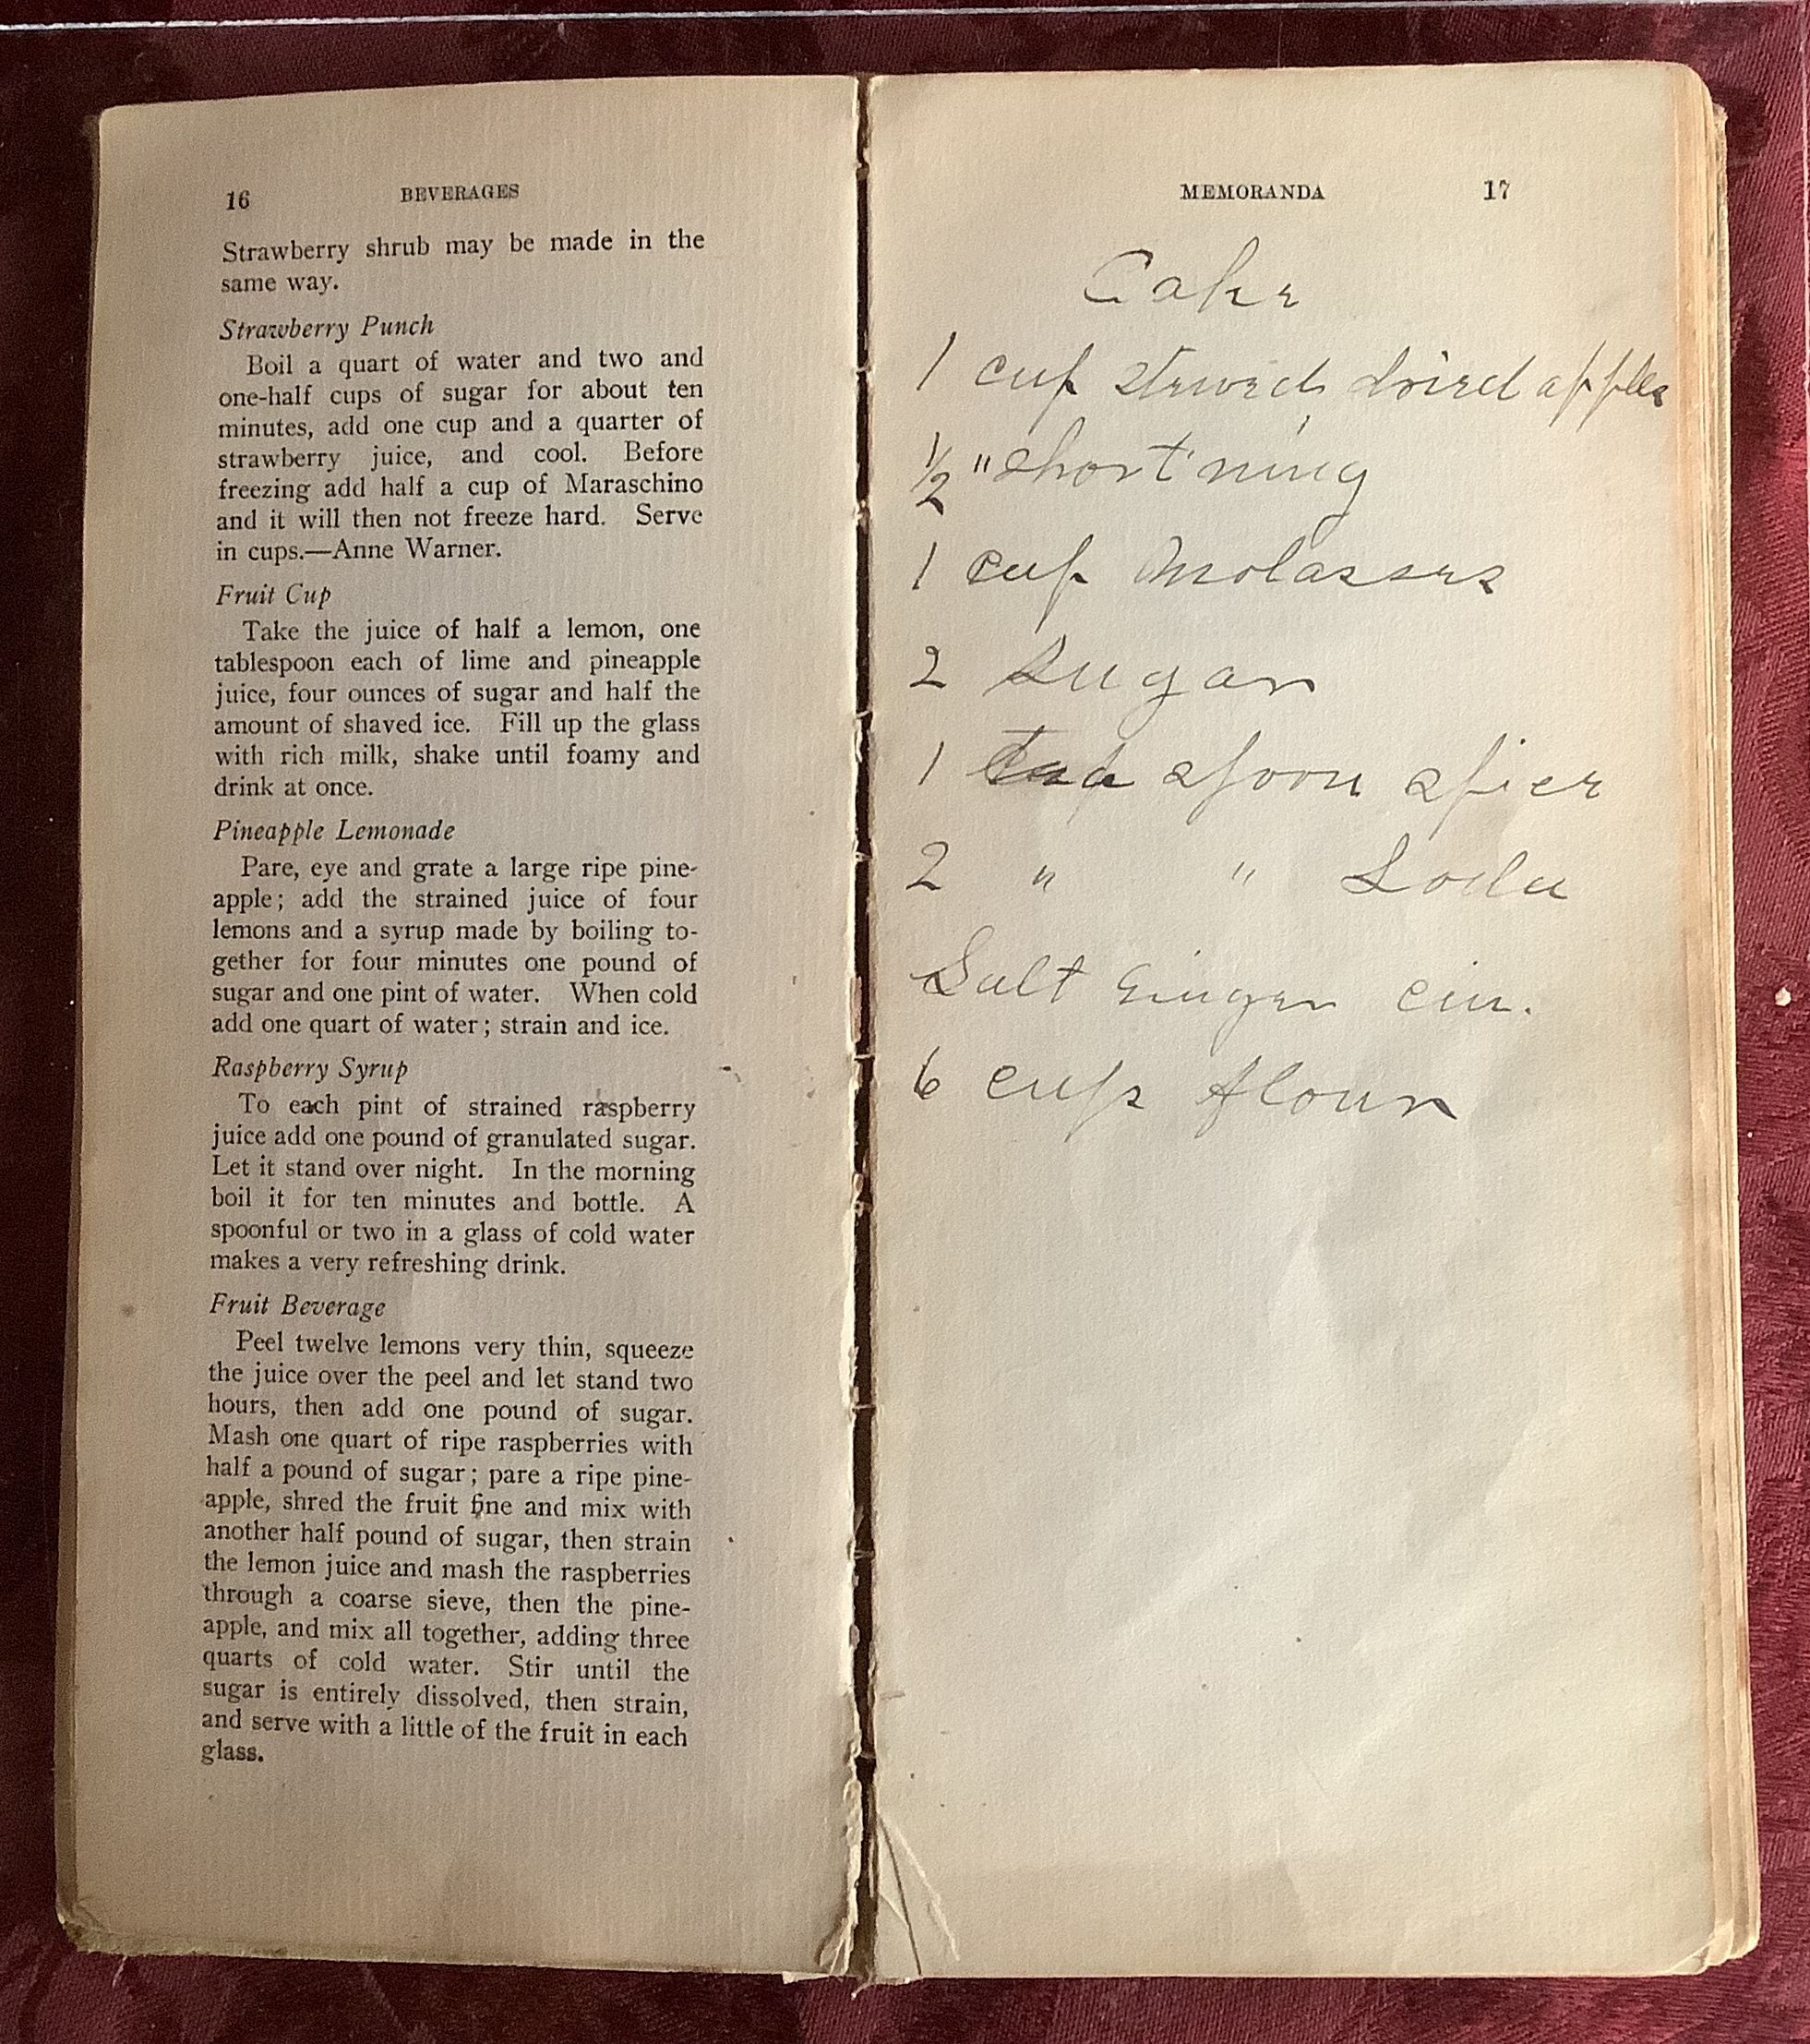 16 BEVERAGES
Strawberry shrub may be made in the
same way.
Strawberry Punch
Boil a quart of water and two and
one-half cups of sugar for about ten
minutes, add one cup and a quarter of
strawberry juice, and cool. Before
freezing add half a cup of Maraschino
and it will then not freeze hard. Serve
in cups.—Anne Warner.
Fruit Cup
Take the juice of half a lemon, one
tablespoon each of lime and pineapple
juice, four ounces of sugar and half the
amount of shaved ice. Fill up the glass
with rich milk, shake until foamy and
drink at once.
Pineapple Lemonade
Pare, eye and grate a large ripe pine-
apple; add the strained juice of four
lemons and a syrup made by boiling to-
gether for four minutes one pound of
sugar and one pint of water. When cold
add one quart of water; strain and ice.
Raspberry Syrup
To each pint of strained raspberry
juice add one pound of granulated sugar.
Let it stand over night. In the morning
boil it for ten minutes and bottle. A
spoonful or two in a glass of cold water
makes a very refreshing drink.
Fruit Beverage
Peel twelve lemons very thin, squeeze
the juice over the peel and let stand two
hours, then add one pound of sugar.
Mash one quart of ripe raspberries with
half a pound of sugar; pare a ripe pine-
apple, shred the fruit fine and mix with
another half pound of sugar, then strain
the lemon juice and mash the raspberries
through a coarse sieve, then the pine-
apple, and mix all together, adding three
quarts of cold water. Stir until the
sugar is entirely dissolved, then strain,
and serve with a little of the fruit in each
glass.
MEMORANDA 17
Cake
1 cup stewed dried apples
1/2 " short'ning
1 cup molasses
2 Sugar
1 spoon spice
2 " " Soda
Salt Ginger cin.
6 cups flour